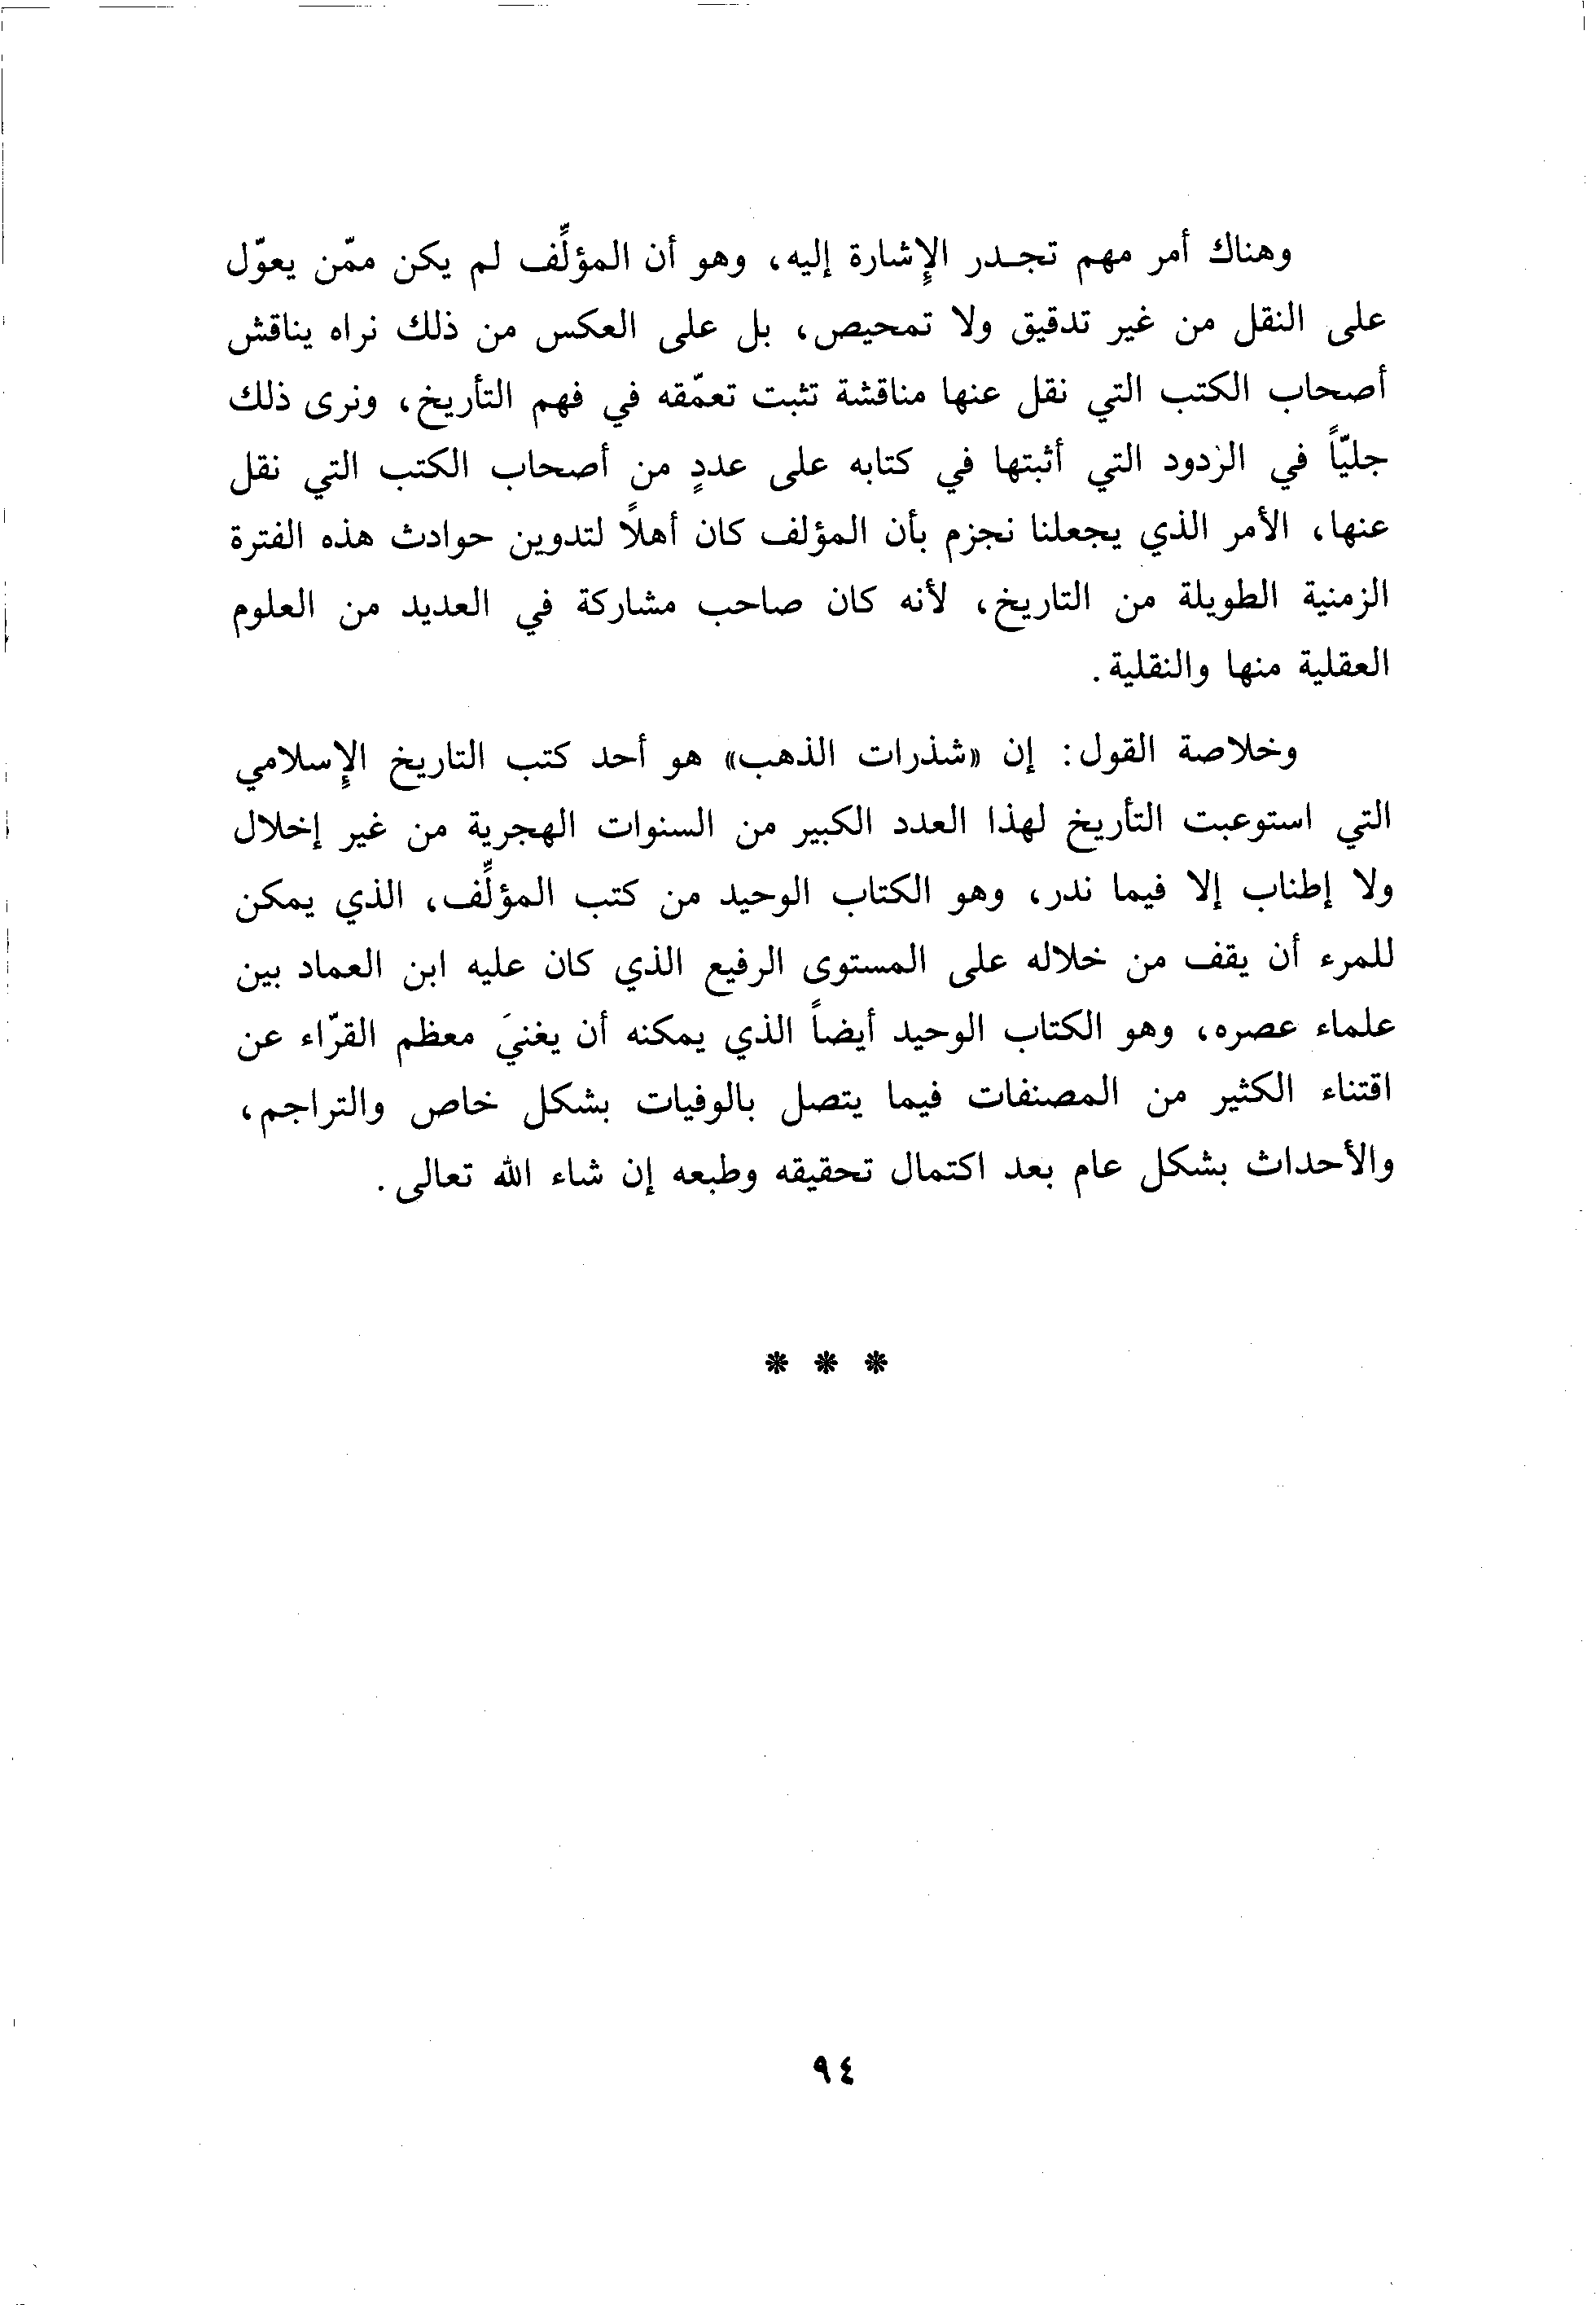 وهناك أمر مهم تجـدر الإِشارة إليه، وهو أن المؤلِّف لم يكن ممّن يعوّل
على النقل من غير تدقيق ولا تمحيص، بل على العكس من ذلك نراه يناقش
أصحاب الكتب التي نقل عنها مناقشة تثبت تعمّقه في فهم التأريخ، ونرى ذلك
جليّاً في الردود التي أثبتها في كتابه على عددٍ من أصحاب الكتب التي نقل
عنها، الأمر الذي يجعلنا نجزم بأن المؤلف كان أهلاً لتدوين حوادث هذه الفترة
الزمنية الطويلة من التاريخ، لأنه كان صاحب مشاركة في العديد من العلوم
العقلية منها والنقلية.
وخلاصة القول: إن «شذرات الذهب» هو أحد كتب التاريخ الإِسلامي
التي استوعبت التأريخ لهذا العدد الكبير من السنوات الهجرية من غير إخلال
ولا إطناب إلا فيما ندر، وهو الكتاب الوحيد من كتب المؤلِّف، الذي يمكن
للمرء أن يقف من خلاله على المستوى الرفيع الذي كان عليه ابن العماد بين
علماء عصره، وهو الكتاب الوحيد أيضاً الذي يمكنه أن يغنيَ معظم القرّاء عن
اقتناء الكثير من المصنفات فيما يتصل بالوفيات بشكل خاص والتراجم،
والأحداث بشكل عام بعد اكتمال تحقيقه وطبعه إن شاء الله تعالى.
* * *
٩٤